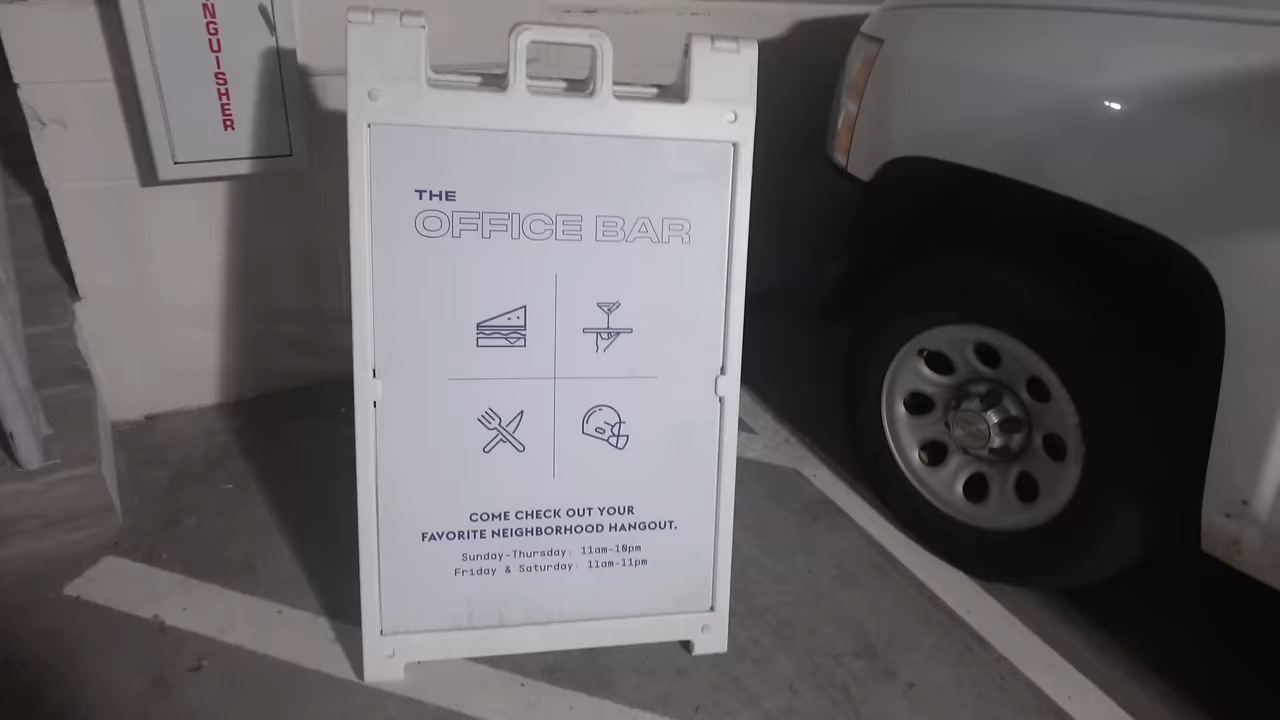 NGUISHER
THE
OFFICE BAR
COME CHECK OUT YOUR
FAVORITE NEIGHBORHOOD HANGOUT.
Sunday-Thursday: 11am-10pm
Friday & Saturday: 11am-11pm